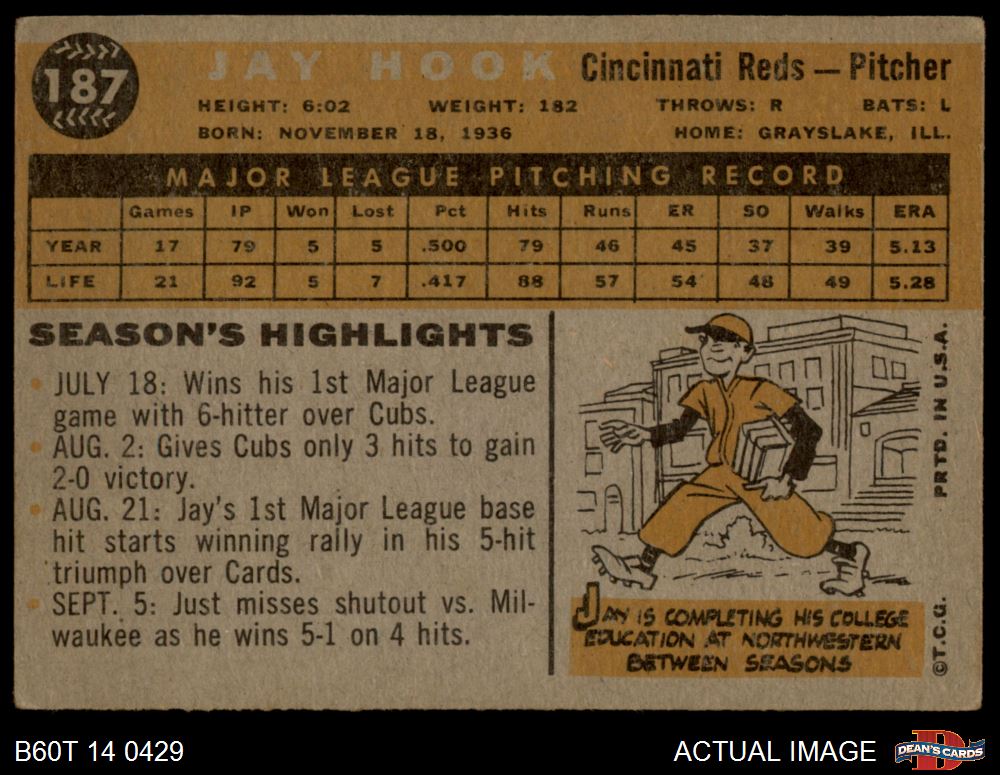 187
JAY HOOK Cincinnati Reds — Pitcher
HEIGHT: 6:02 WEIGHT: 182 THROWS: R BATS: L
BORN: NOVEMBER 18, 1936 HOME: GRAYSLAKE, ILL.
MAJOR LEAGUE PITCHING RECORD
Games IP Won Lost Pct Hits Runs ER SO Walks ERA
YEAR 17 79 5 5 .500 79 46 45 37 39 5.13
LIFE 21 92 5 7 .417 88 57 54 48 49 5.28
SEASON'S HIGHLIGHTS
• JULY 18: Wins his 1st Major League
game with 6-hitter over Cubs.
• AUG. 2: Gives Cubs only 3 hits to gain
2-0 victory.
• AUG. 21: Jay's 1st Major League base
hit starts winning rally in his 5-hit
triumph over Cards.
• SEPT. 5: Just misses shutout vs. Mil-
waukee as he wins 5-1 on 4 hits.
JAY IS COMPLETING HIS COLLEGE
EDUCATION AT NORTHWESTERN
BETWEEN SEASONS
©T.C.G. PRTD. IN U.S.A.
B60T 14 0429 ACTUAL IMAGE
D
DEAN'S CARDS